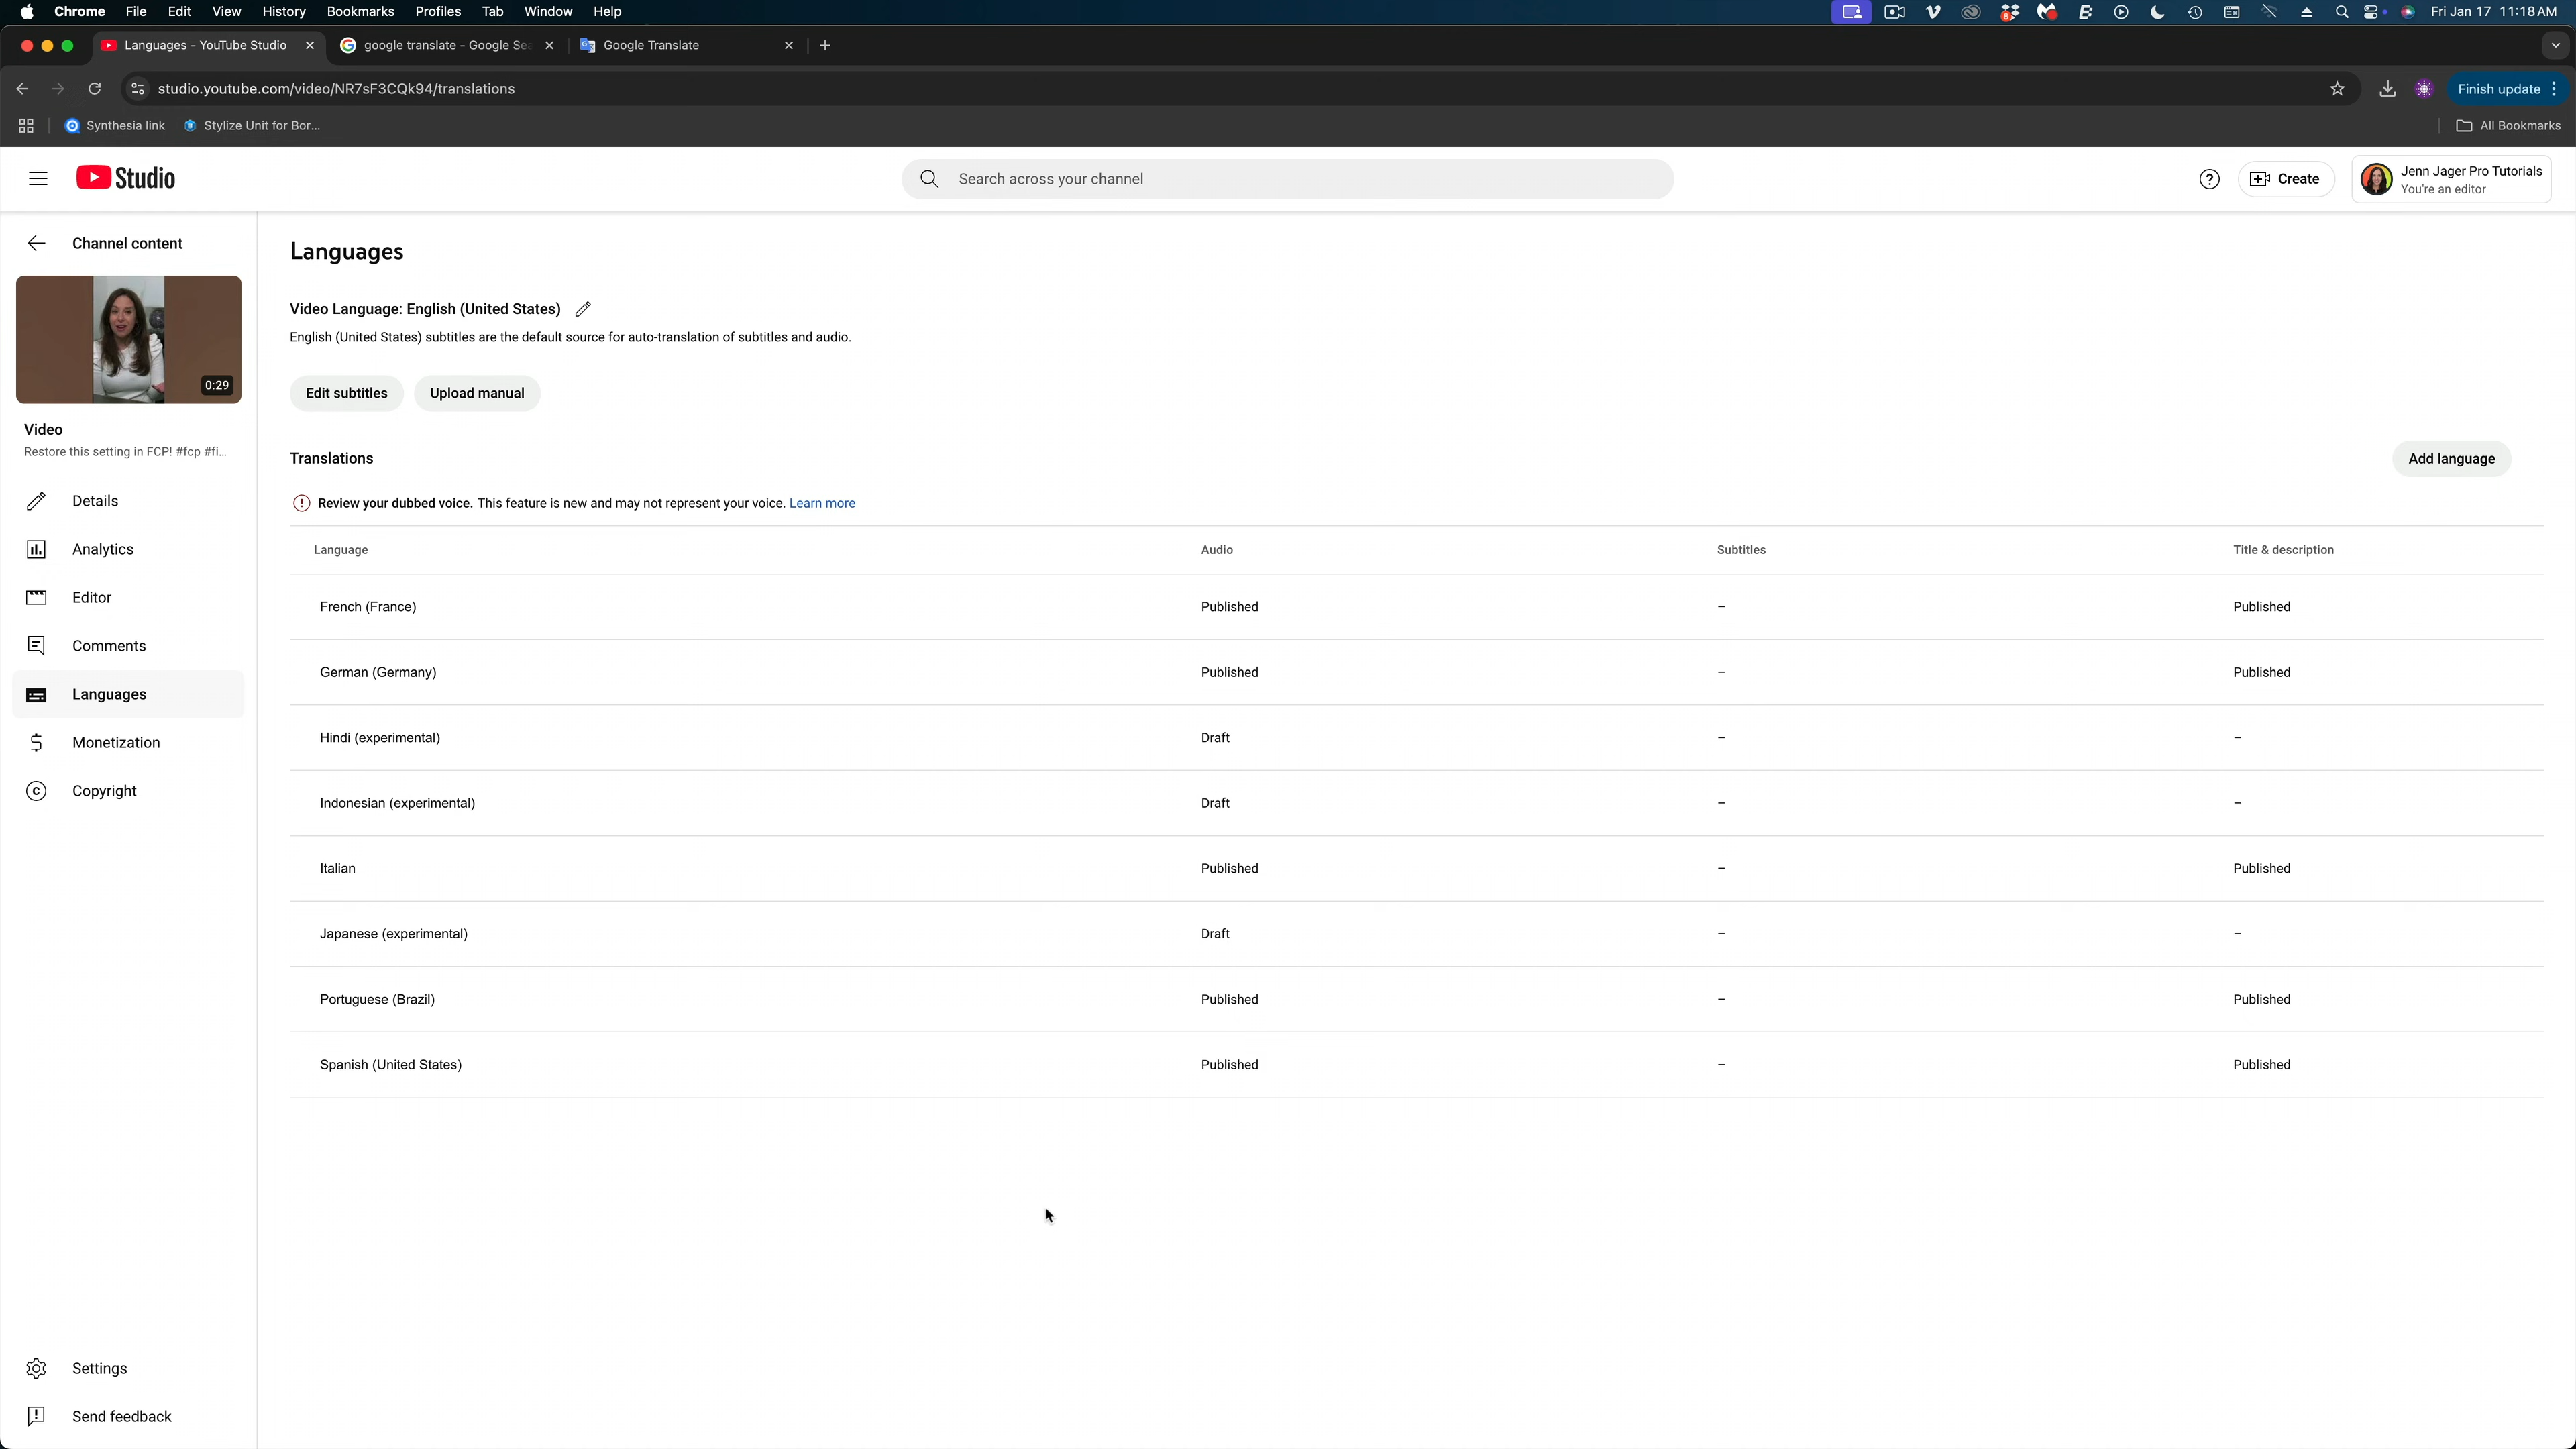 Chrome File Edit View History Bookmarks Profiles Tab Window Help Fri Jan 17 11:18 AM
Languages - YouTube Studio google translate - Google Se Google Translate
studio.youtube.com/video/NR7sF3CQk94/translations Finish update
Synthesia link Stylize Unit for Bor... All Bookmarks
Studio Search across your channel Create
Jenn Jager Pro Tutorials
You're an editor
Channel content
0:29
Video
Restore this setting in FCP! #fcp #fi...
Details
Analytics
Editor
Comments
Languages
Monetization
Copyright
Settings
Send feedback
Languages
Video Language: English (United States)
English (United States) subtitles are the default source for auto-translation of subtitles and audio.
Edit subtitles Upload manual
Translations Add language
Review your dubbed voice. This feature is new and may not represent your voice. Learn more
Language Audio Subtitles Title & description
French (France) Published – Published
German (Germany) Published – Published
Hindi (experimental) Draft – –
Indonesian (experimental) Draft – –
Italian Published – Published
Japanese (experimental) Draft – –
Portuguese (Brazil) Published – Published
Spanish (United States) Published – Published